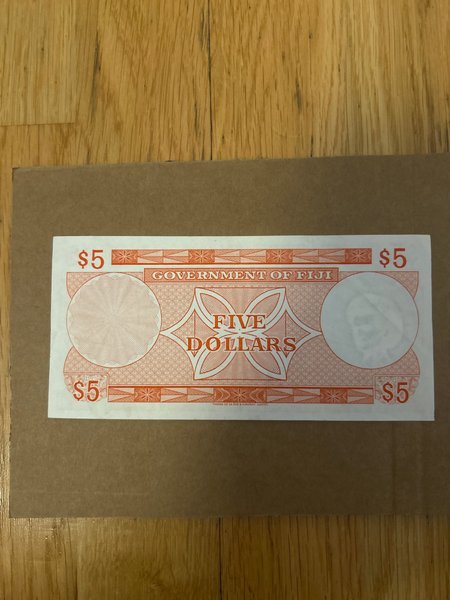 $5 $5
GOVERNMENT OF FIJI
FIVE
DOLLARS
$5 $5